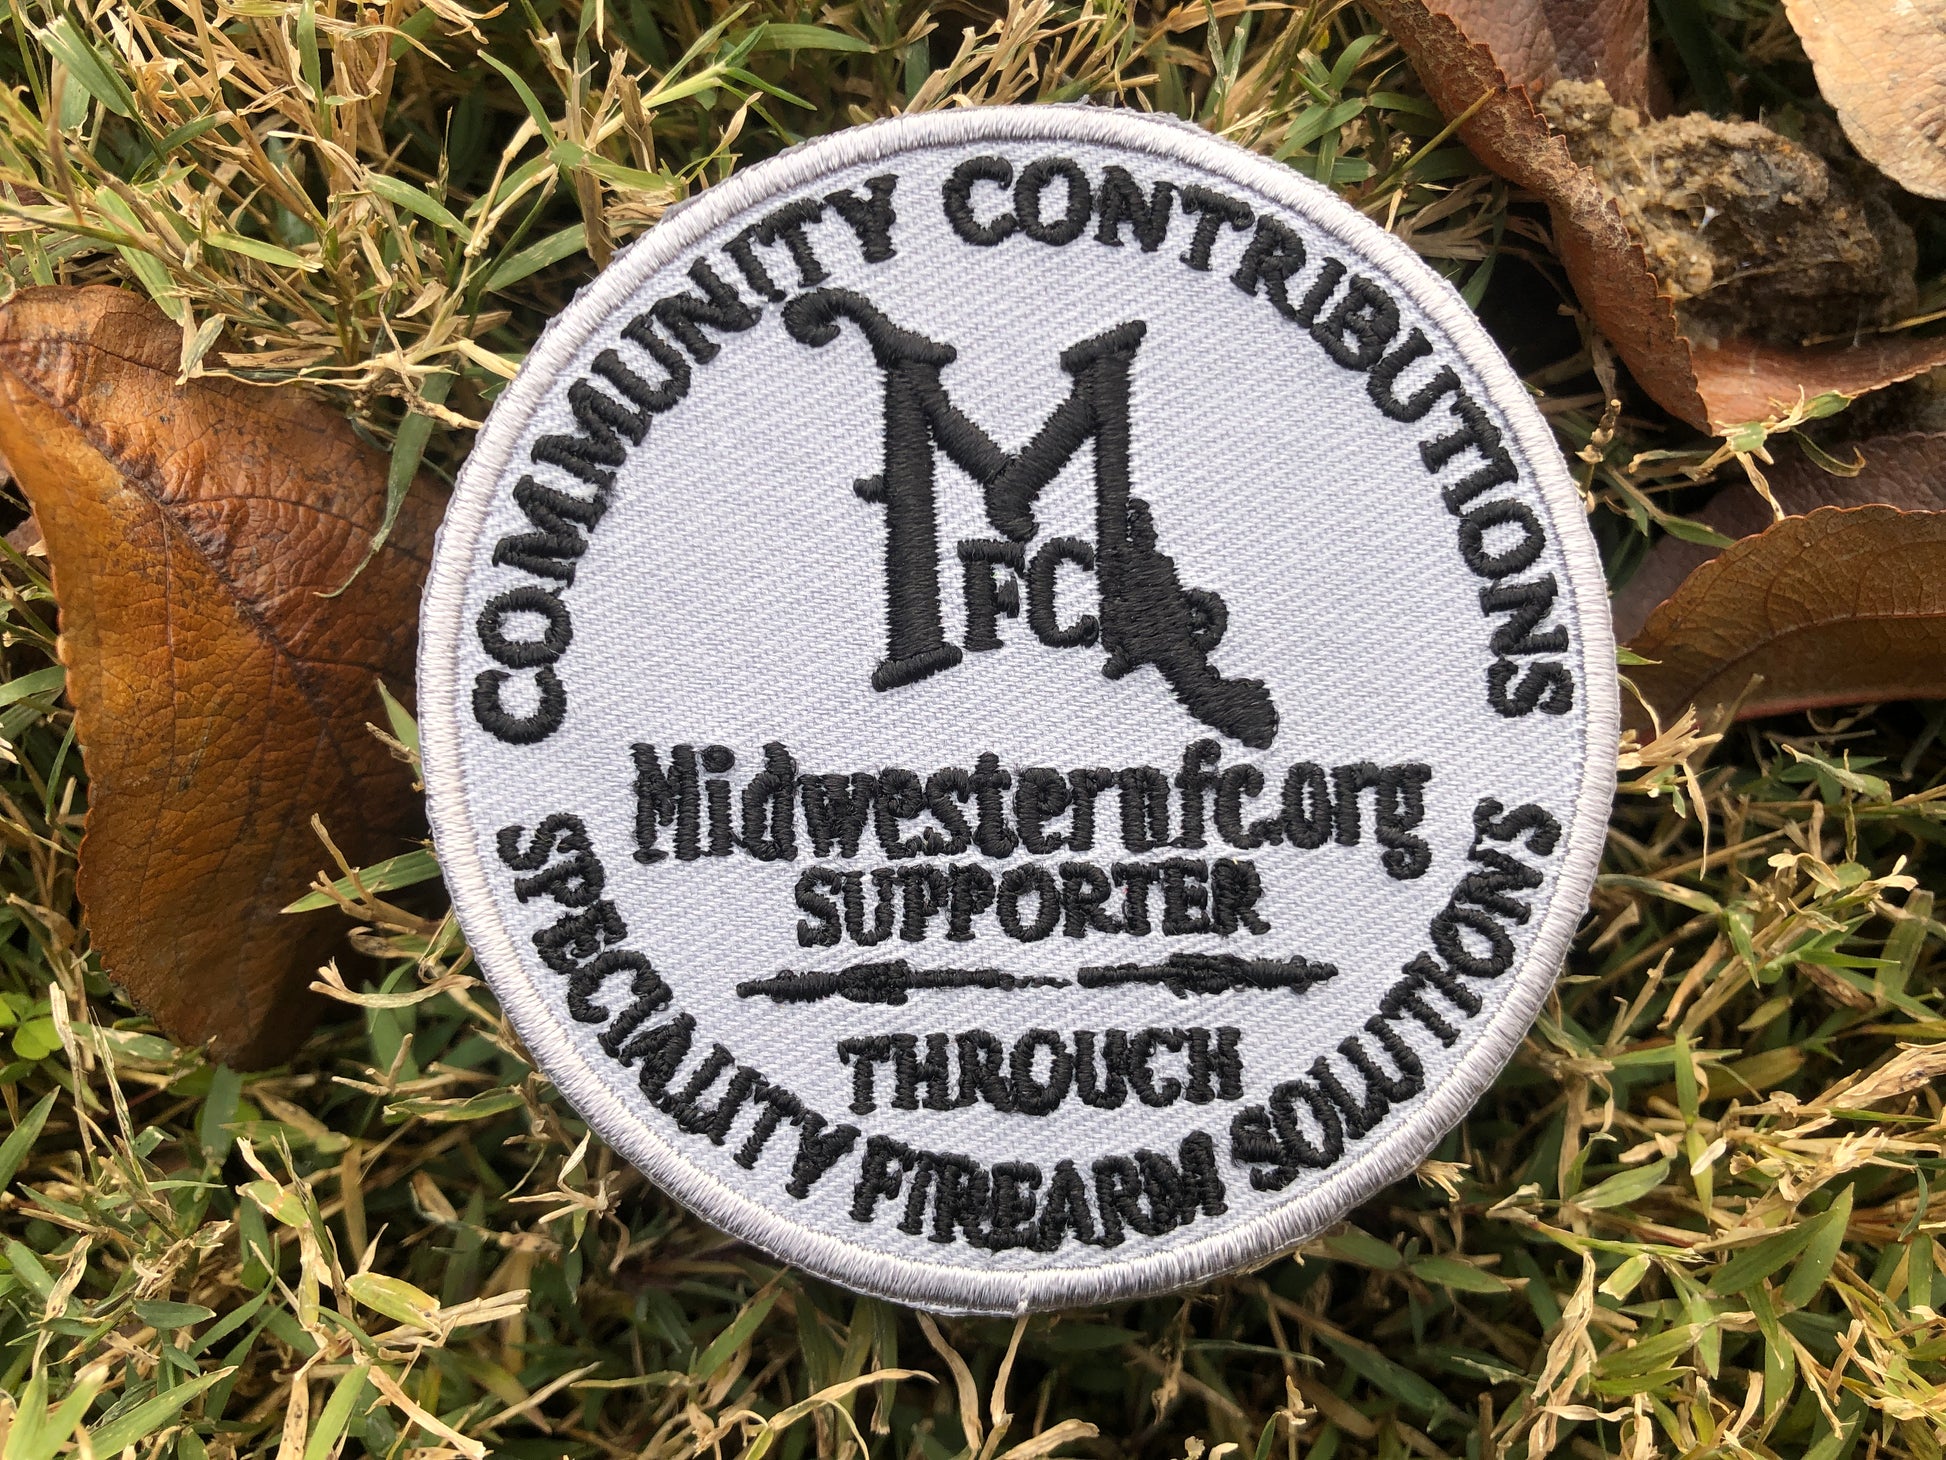 COMMUNITY CONTRIBUTIONS
M
FC
Midwesternfc.org
SUPPORTER
THROUGH
SPECIALITY FIREARM SOLUTIONS